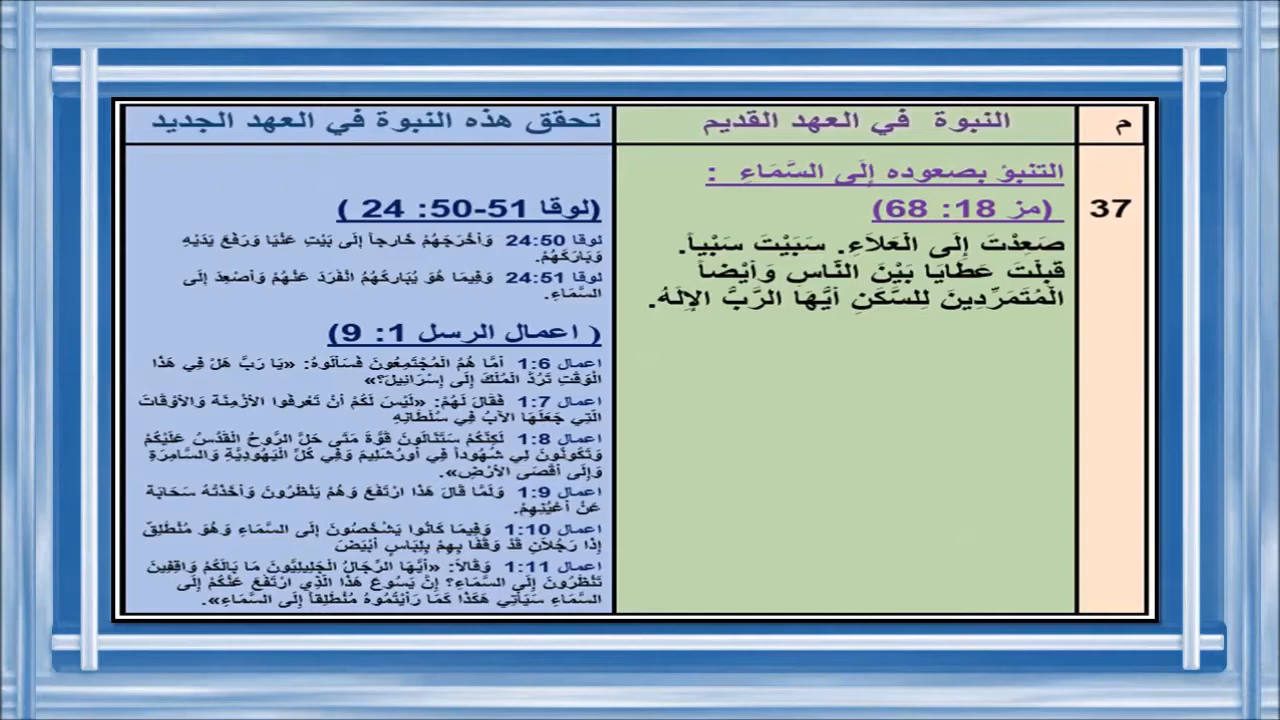 م
النبوة في العهد القديم
تحقق هذه النبوة في العهد الجديد
37
التنبؤ بصعوده إِلَى السَّمَاءِ :
(مز 18: 68)
صَعِدْتَ إِلَى الْعَلاَءِ. سَبَيْتَ سَبْياً.
قَبِلْتَ عَطَايَا بَيْنَ النَّاسِ وَأَيْضاً
الْمُتَمَرِّدِينَ لِلسَّكَنِ أَيُّهَا الرَّبُّ الإِلَهُ.
(لوقا 51-50: 24 )
لوقا 24:50 وَأَخْرَجَهُمْ خَارِجاً إِلَى بَيْتِ عَنْيَا وَرَفَعَ يَدَيْهِ
وَبَارَكَهُمْ.
لوقا 24:51 وَفِيمَا هُوَ يُبَارِكُهُمُ انْفَرَدَ عَنْهُمْ وَأُصْعِدَ إِلَى
السَّمَاءِ.
( اعمال الرسل 1: 9)
اعمال 1:6 أَمَّا هُمُ الْمُجْتَمِعُونَ فَسَأَلُوهُ: «يَا رَبُّ هَلْ فِي هَذَا
الْوَقْتِ تَرُدُّ الْمُلْكَ إِلَى إِسْرَائِيلَ؟»
اعمال 1:7 فَقَالَ لَهُمْ: «لَيْسَ لَكُمْ أَنْ تَعْرِفُوا الأَزْمِنَةَ وَالأَوْقَاتَ
الَّتِي جَعَلَهَا الآبُ فِي سُلْطَانِهِ
اعمال 1:8 لَكِنَّكُمْ سَتَنَالُونَ قُوَّةً مَتَى حَلَّ الرُّوحُ الْقُدُسُ عَلَيْكُمْ
وَتَكُونُونَ لِي شُهُوداً فِي أُورُشَلِيمَ وَفِي كُلِّ الْيَهُودِيَّةِ وَالسَّامِرَةِ
وَإِلَى أَقْصَى الأَرْضِ».
اعمال 1:9 وَلَمَّا قَالَ هَذَا ارْتَفَعَ وَهُمْ يَنْظُرُونَ وَأَخَذَتْهُ سَحَابَةٌ
عَنْ أَعْيُنِهِمْ.
اعمال 1:10 وَفِيمَا كَانُوا يَشْخَصُونَ إِلَى السَّمَاءِ وَهُوَ مُنْطَلِقٌ
إِذَا رَجُلاَنِ قَدْ وَقَفَا بِهِمْ بِلِبَاسٍ أَبْيَضَ
اعمال 1:11 وَقَالاَ: «أَيُّهَا الرِّجَالُ الْجَلِيلِيُّونَ مَا بَالُكُمْ وَاقِفِينَ
تَنْظُرُونَ إِلَى السَّمَاءِ؟ إِنَّ يَسُوعَ هَذَا الَّذِي ارْتَفَعَ عَنْكُمْ إِلَى
السَّمَاءِ سَيَأْتِي هَكَذَا كَمَا رَأَيْتُمُوهُ مُنْطَلِقاً إِلَى السَّمَاءِ».